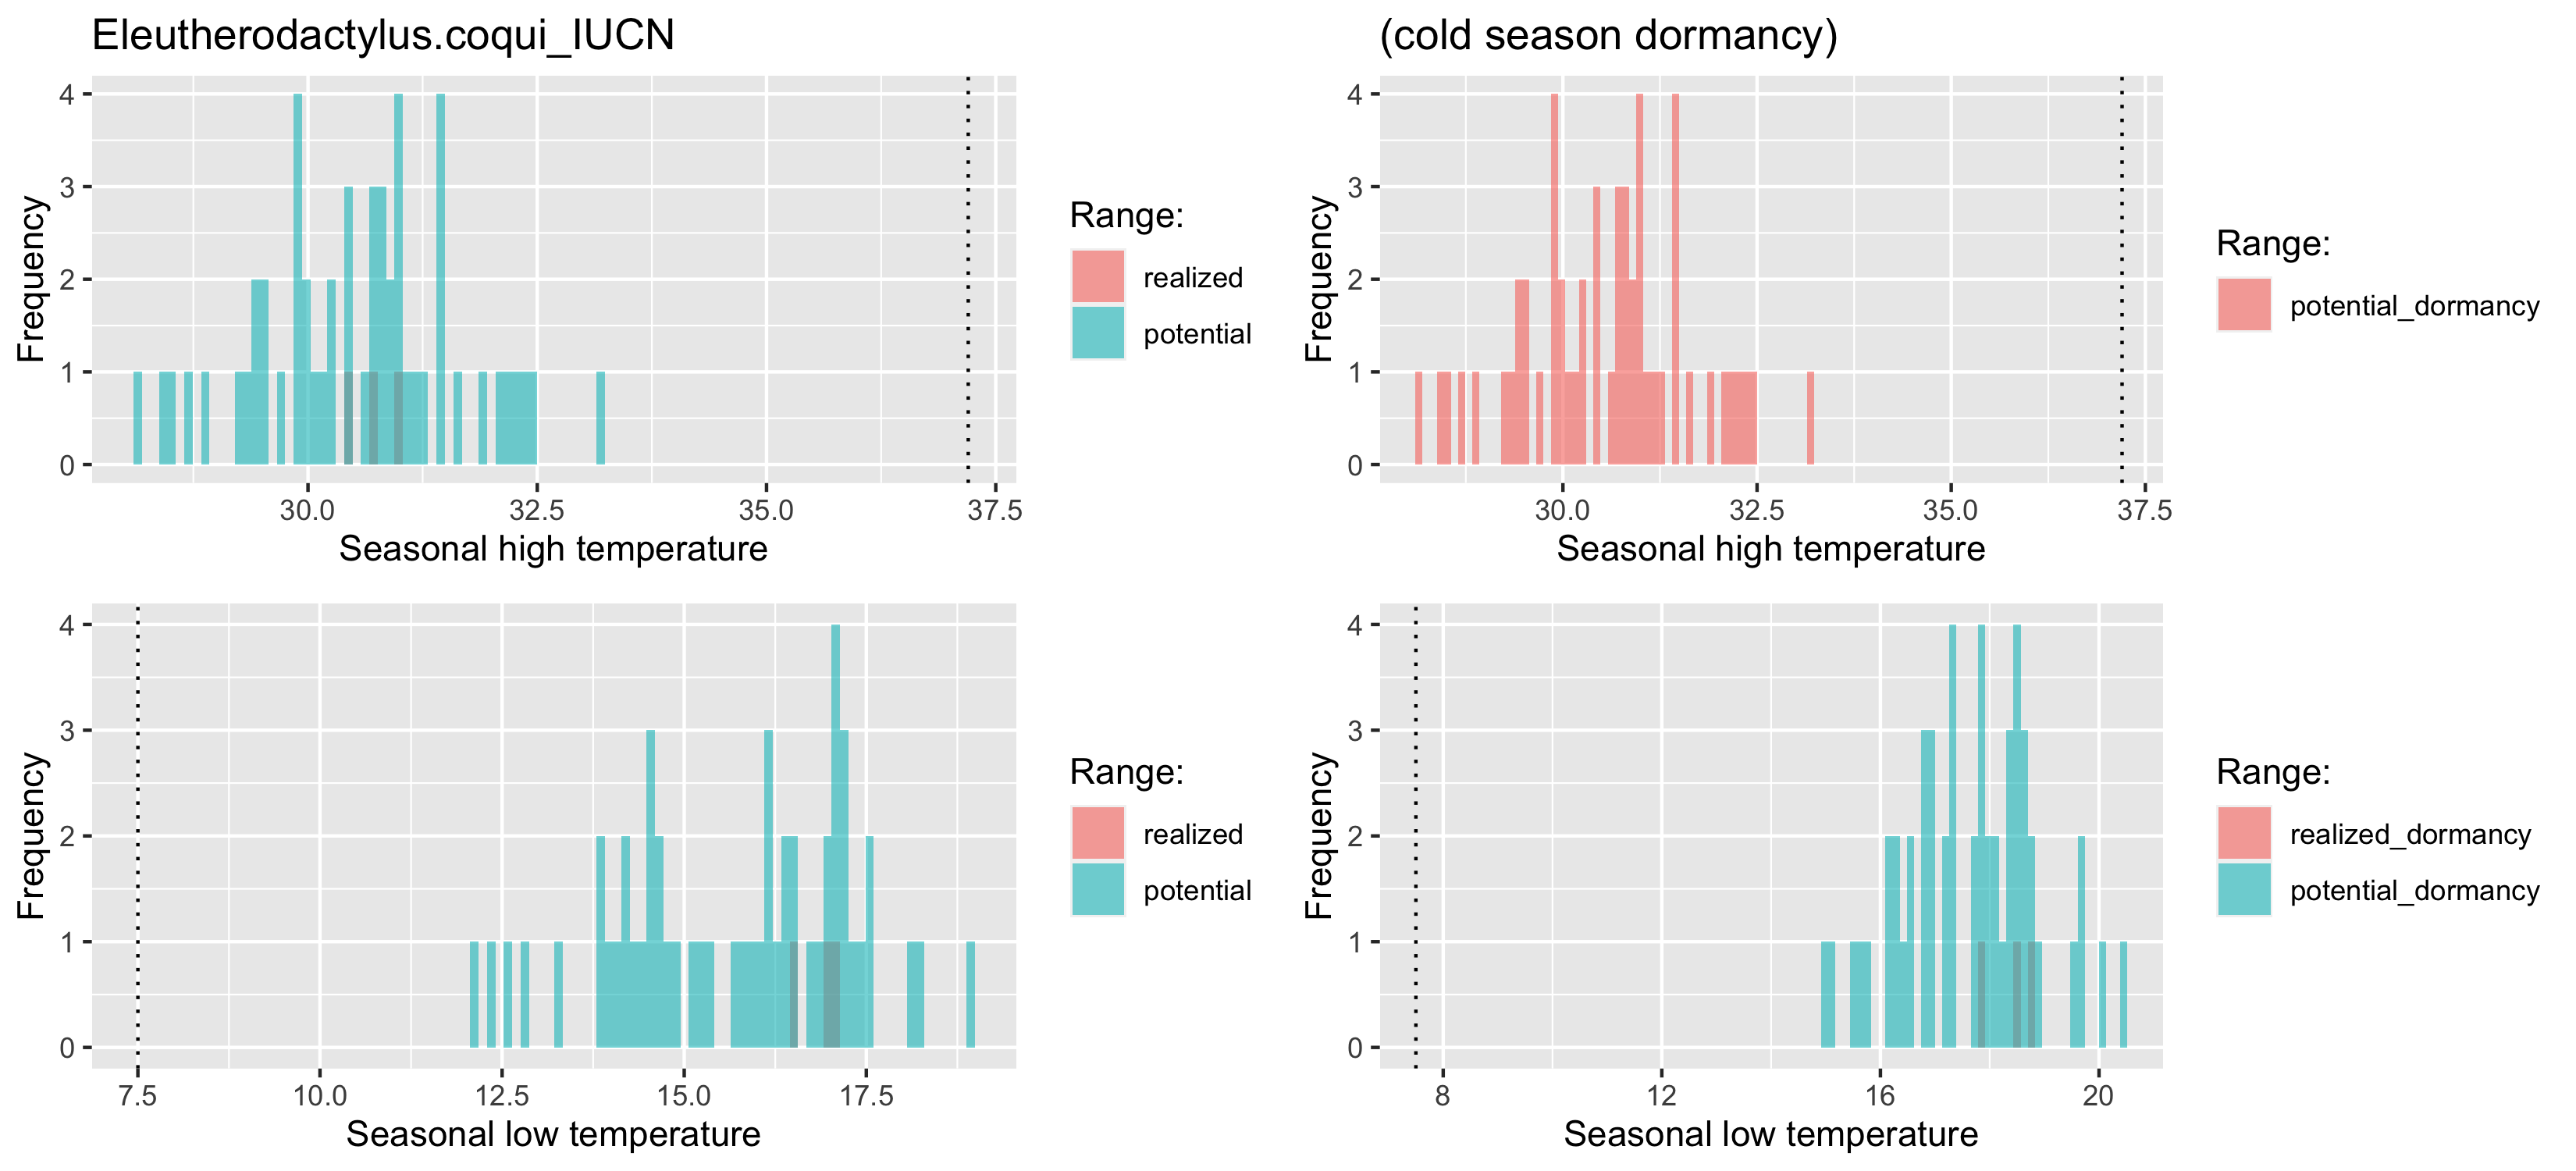 Eleutherodactylus.coqui_IUCN
4
3
2
1
0
Frequency
30.0 32.5 35.0 37.5
Seasonal high temperature
Range:
realized
potential
(cold season dormancy)
4
3
2
1
0
Frequency
30.0 32.5 35.0 37.5
Seasonal high temperature
Range:
potential_dormancy
4
3
2
1
0
Frequency
7.5 10.0 12.5 15.0 17.5
Seasonal low temperature
Range:
realized
potential
4
3
2
1
0
Frequency
8 12 16 20
Seasonal low temperature
Range:
realized_dormancy
potential_dormancy